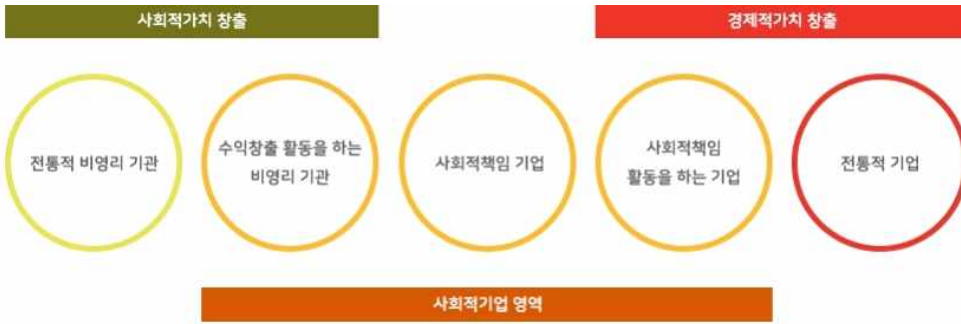 사회적가치 창출
경제적가치 창출
전통적 비영리 기관
수익창출 활동을 하는
비영리 기관
사회적책임 기업
사회적책임
활동을 하는 기업
전통적 기업
사회적기업 영역